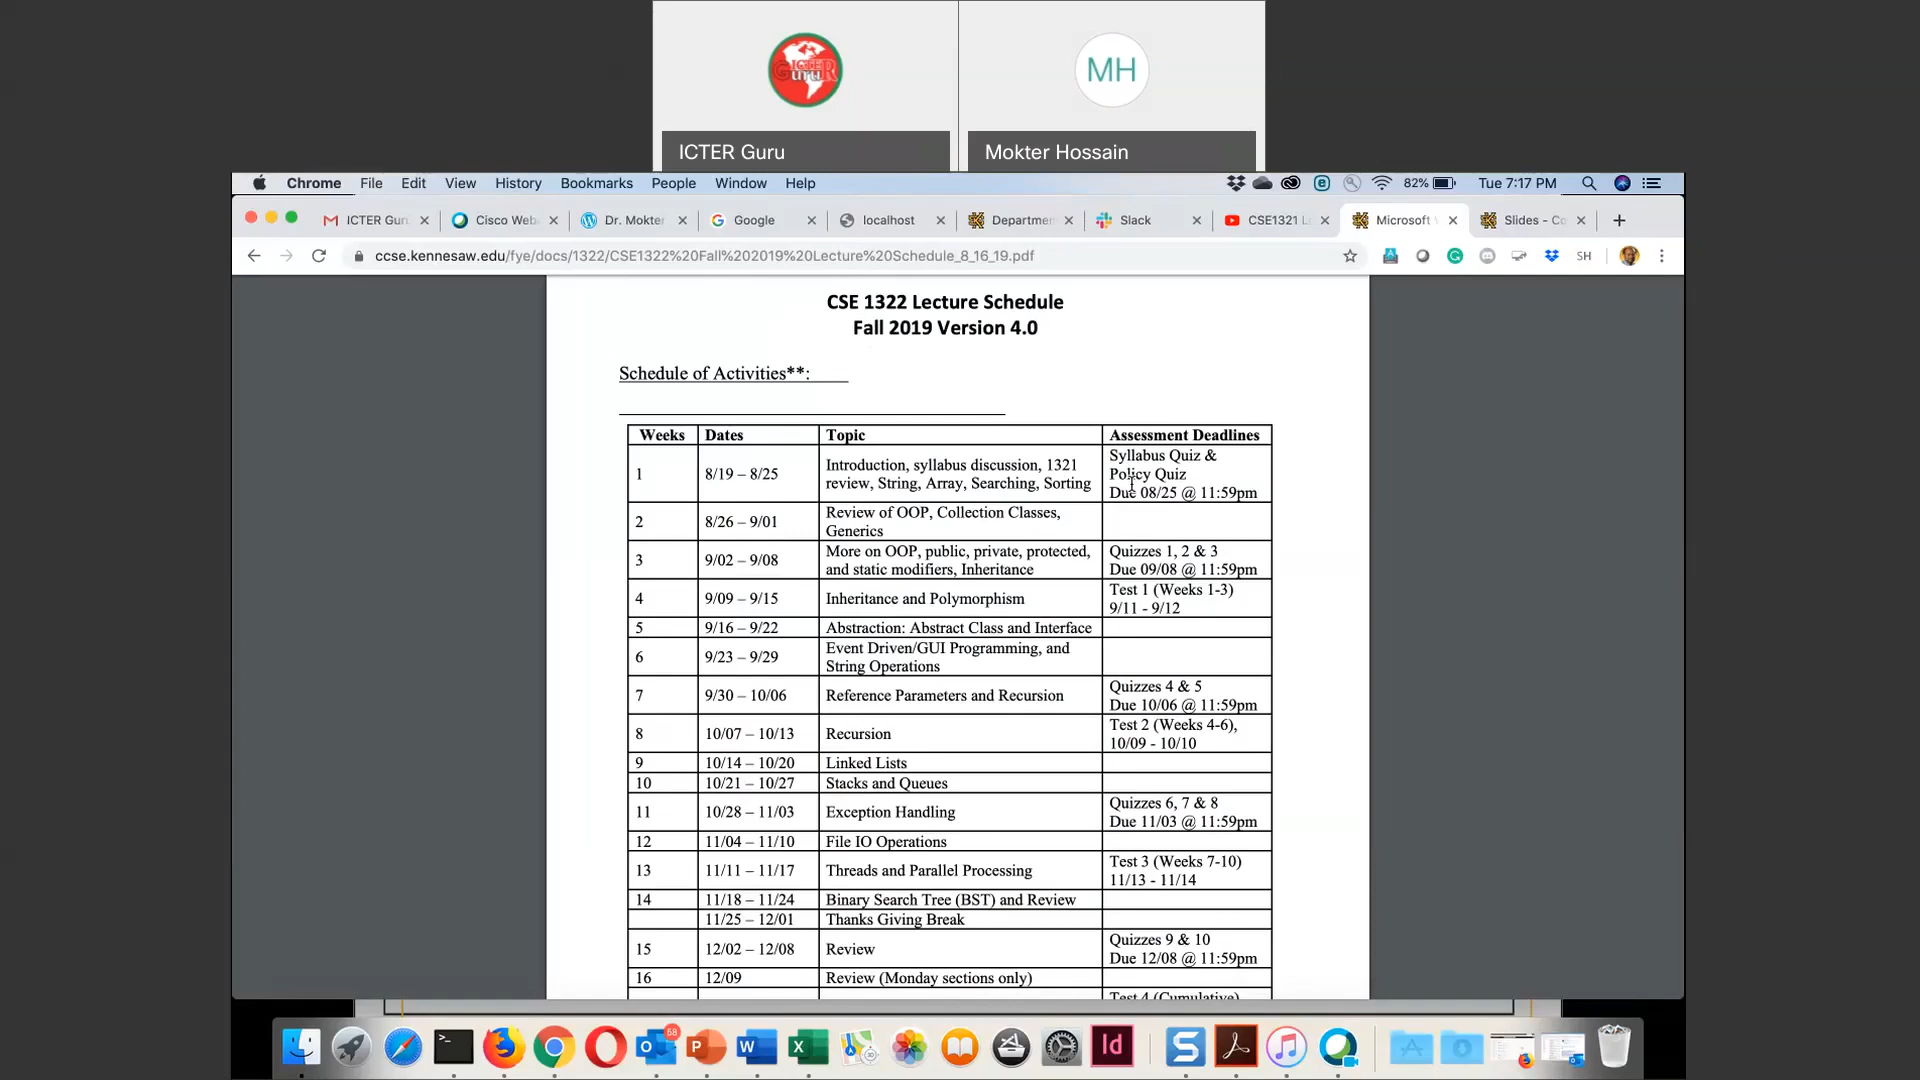 ICTER
GuRu
MH
ICTER Guru
Mokter Hossain
Chrome File Edit View History Bookmarks People Window Help
82% Tue 7:17 PM
ICTER Gur
Cisco Web
Dr. Mokter
Google
localhost
Departmen
Slack
CSE1321 L
Microsoft
Slides - Co
ccse.kennesaw.edu/fye/docs/1322/CSE1322%20Fall%202019%20Lecture%20Schedule_8_16_19.pdf
SH
CSE 1322 Lecture Schedule
Fall 2019 Version 4.0
Schedule of Activities**:
Weeks Dates Topic Assessment Deadlines
1 8/19 – 8/25 Introduction, syllabus discussion, 1321
review, String, Array, Searching, Sorting
Syllabus Quiz &
Policy Quiz
Due 08/25 @ 11:59pm
2 8/26 – 9/01 Review of OOP, Collection Classes,
Generics
3 9/02 – 9/08 More on OOP, public, private, protected,
and static modifiers, Inheritance
Quizzes 1, 2 & 3
Due 09/08 @ 11:59pm
4 9/09 – 9/15 Inheritance and Polymorphism
Test 1 (Weeks 1-3)
9/11 - 9/12
5 9/16 – 9/22 Abstraction: Abstract Class and Interface
6 9/23 – 9/29 Event Driven/GUI Programming, and
String Operations
7 9/30 – 10/06 Reference Parameters and Recursion
Quizzes 4 & 5
Due 10/06 @ 11:59pm
8 10/07 – 10/13 Recursion
Test 2 (Weeks 4-6),
10/09 - 10/10
9 10/14 – 10/20 Linked Lists
10 10/21 – 10/27 Stacks and Queues
11 10/28 – 11/03 Exception Handling
Quizzes 6, 7 & 8
Due 11/03 @ 11:59pm
12 11/04 – 11/10 File IO Operations
13 11/11 – 11/17 Threads and Parallel Processing
Test 3 (Weeks 7-10)
11/13 - 11/14
14 11/18 – 11/24 Binary Search Tree (BST) and Review
11/25 – 12/01 Thanks Giving Break
15 12/02 – 12/08 Review
Quizzes 9 & 10
Due 12/08 @ 11:59pm
16 12/09 Review (Monday sections only)
Test 4 (Cumulative)
58
Id